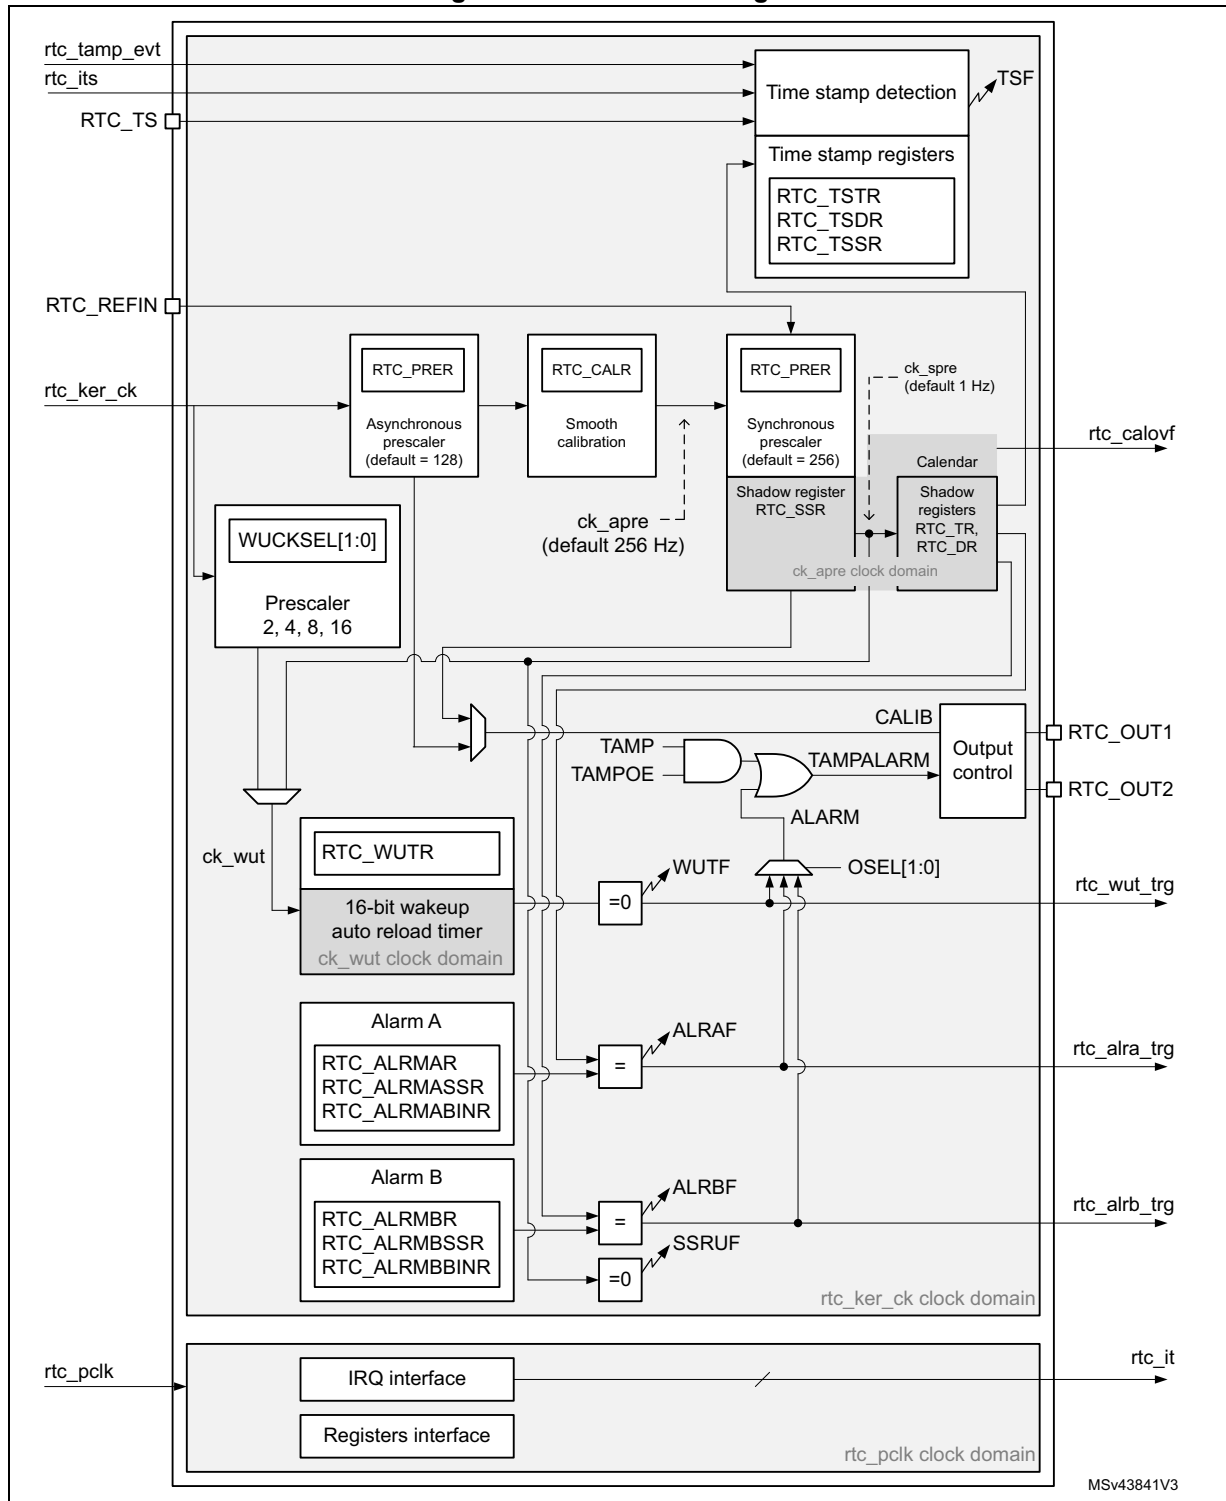 rtc_tamp_evt
rtc_its
RTC_TS
Time stamp detection
TSF
Time stamp registers
RTC_TSTR
RTC_TSDR
RTC_TSSR
RTC_REFIN
rtc_ker_ck
RTC_PRER
Asynchronous
prescaler
(default = 128)
RTC_CALR
Smooth
calibration
RTC_PRER
Synchronous
prescaler
(default = 256)
ck_spre
(default 1 Hz)
rtc_calovf
Calendar
Shadow register
RTC_SSR
Shadow
registers
RTC_TR,
RTC_DR
ck_apre clock domain
ck_apre
(default 256 Hz)
WUCKSEL[1:0]
Prescaler
2, 4, 8, 16
CALIB
TAMP
TAMPOE
TAMPALARM
Output
control
RTC_OUT1
RTC_OUT2
ALARM
OSEL[1:0]
ck_wut
RTC_WUTR
16-bit wakeup
auto reload timer
ck_wut clock domain
=0
WUTF
rtc_wut_trg
Alarm A
RTC_ALRMAR
RTC_ALRMASSR
RTC_ALRMABINR
=
ALRAF
rtc_alra_trg
Alarm B
RTC_ALRMBR
RTC_ALRMBSSR
RTC_ALRMBBINR
=
ALRBF
rtc_alrb_trg
=0
SSRUF
rtc_ker_ck clock domain
rtc_pclk
IRQ interface
rtc_it
Registers interface
rtc_pclk clock domain
MSv43841V3